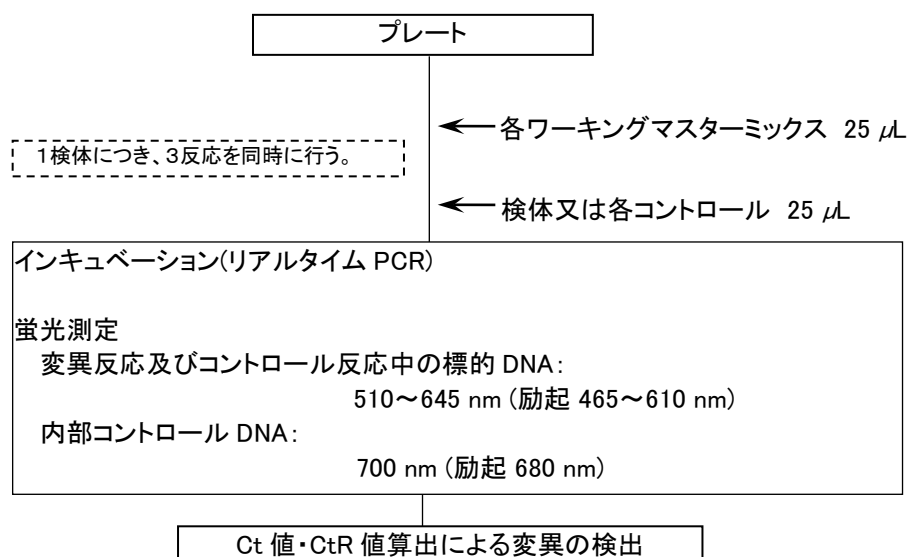 プレート
各ワーキングマスターミックス 25 μL
1検体につき、3反応を同時に行う。
検体又は各コントロール 25 μL
インキュベーション(リアルタイム PCR)
蛍光測定
変異反応及びコントロール反応中の標的 DNA:
510～645 nm (励起 465～610 nm)
内部コントロール DNA:
700 nm (励起 680 nm)
Ct 値・CtR 値算出による変異の検出